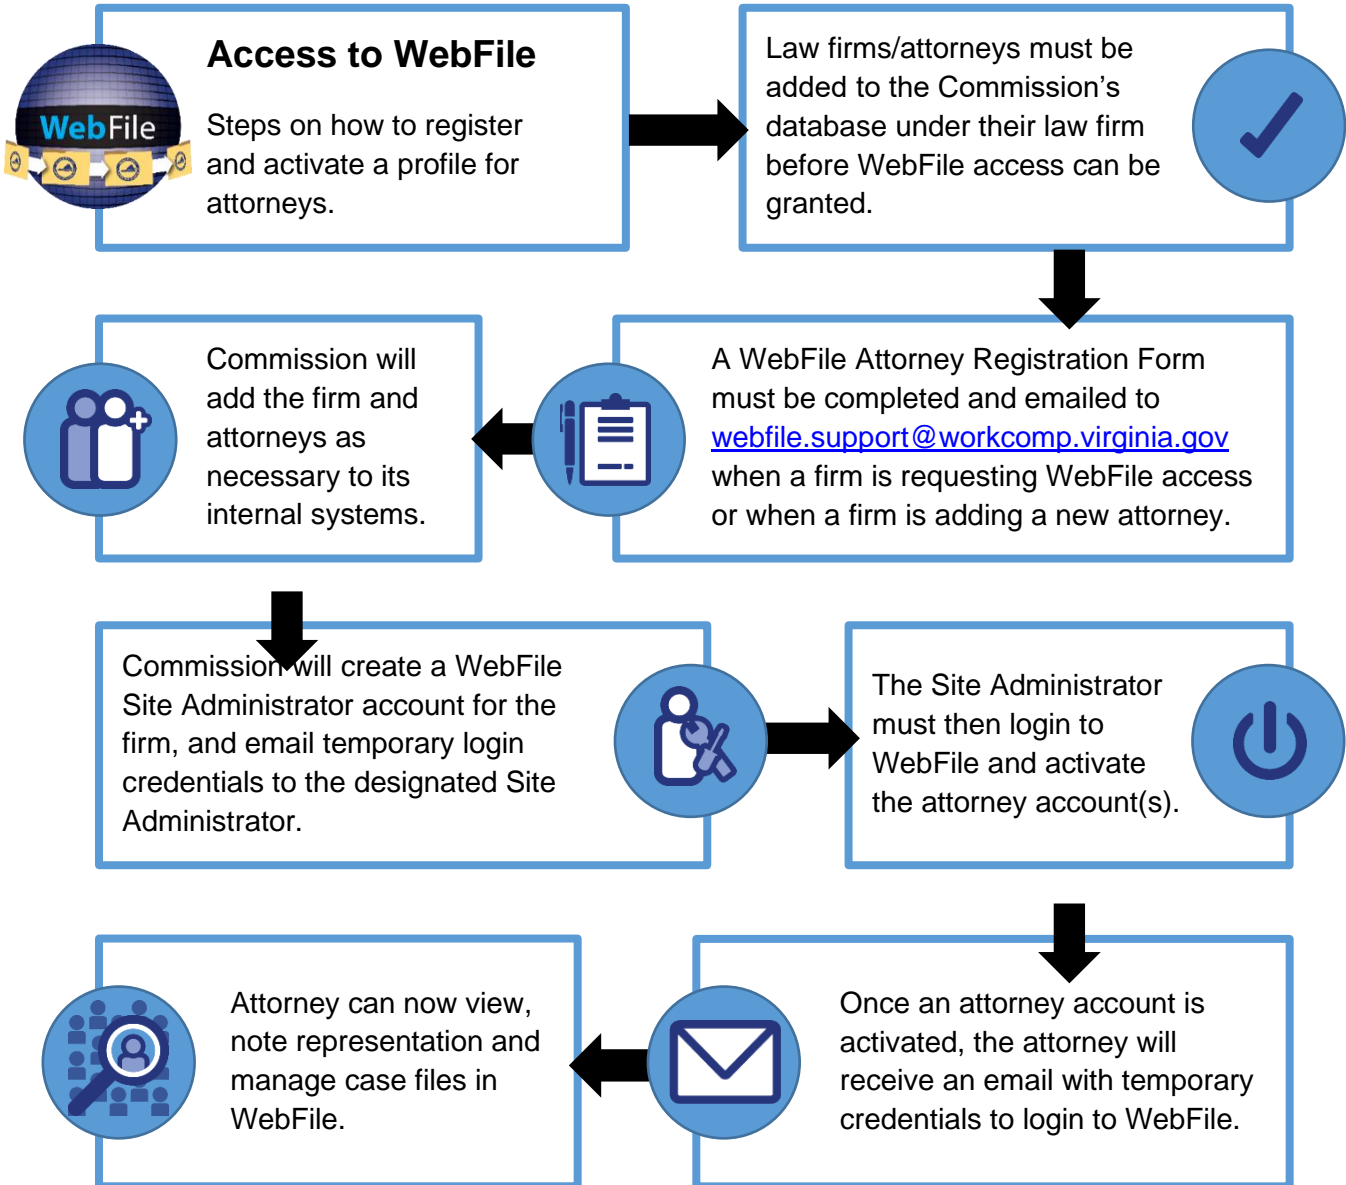 Access to WebFile
WebFile
Steps on how to register
and activate a profile for
attorneys.
Law firms/attorneys must be
added to the Commission’s
database under their law firm
before WebFile access can be
granted.
A WebFile Attorney Registration Form
must be completed and emailed to
webfile.support@workcomp.virginia.gov
when a firm is requesting WebFile access
or when a firm is adding a new attorney.
Commission will
add the firm and
attorneys as
necessary to its
internal systems.
Commission will create a WebFile
Site Administrator account for the
firm, and email temporary login
credentials to the designated Site
Administrator.
The Site Administrator
must then login to
WebFile and activate
the attorney account(s).
Once an attorney account is
activated, the attorney will
receive an email with temporary
credentials to login to WebFile.
Attorney can now view,
note representation and
manage case files in
WebFile.